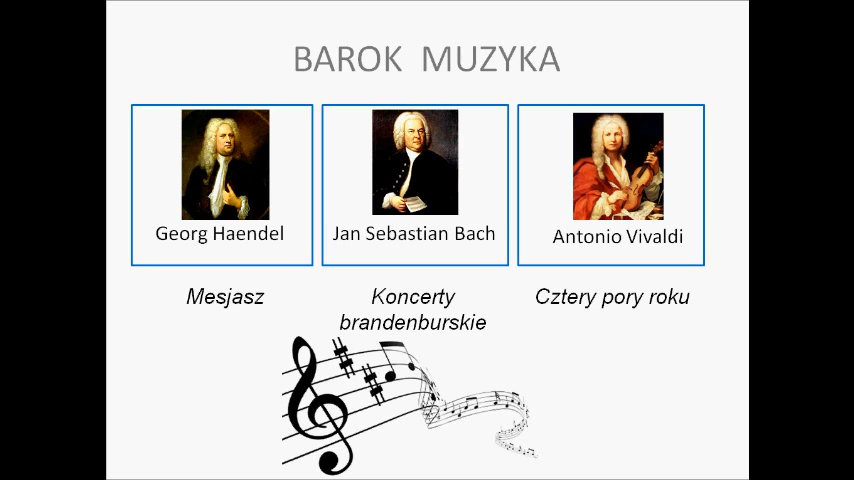 BAROK MUZYKA
Georg Haendel
Jan Sebastian Bach
Antonio Vivaldi
Mesjasz
Koncerty
brandenburskie
Cztery pory roku